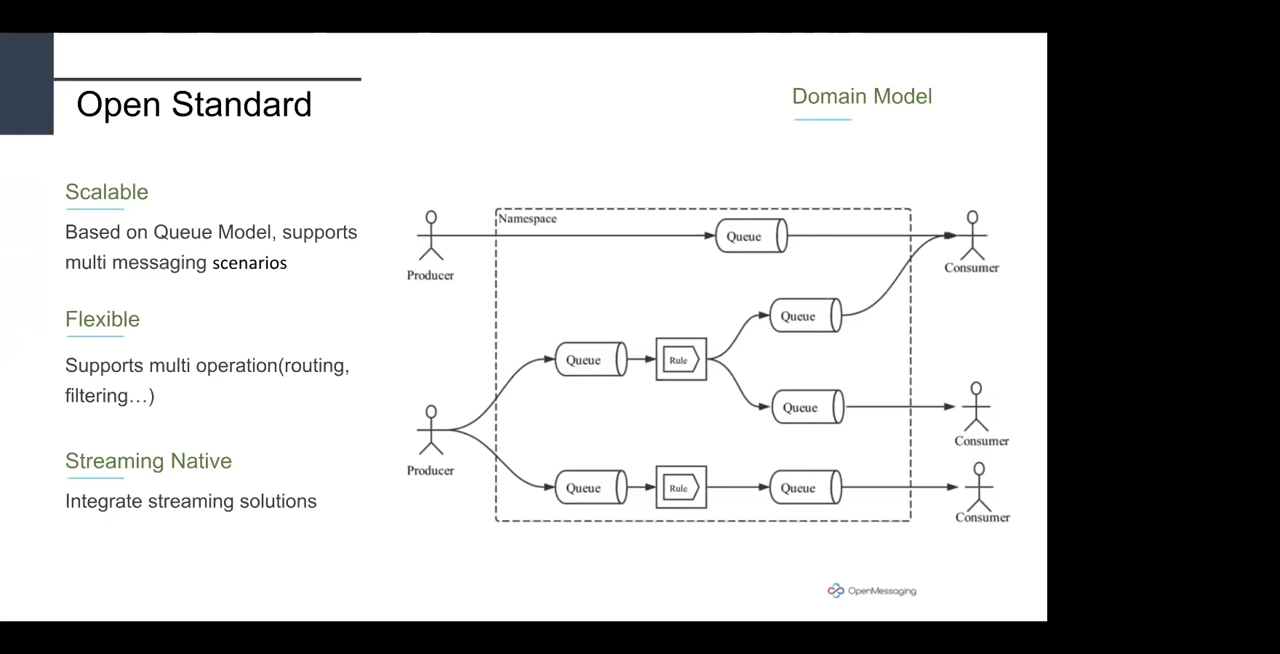 Open Standard
Domain Model
Scalable
Based on Queue Model, supports
multi messaging scenarios
Flexible
Supports multi operation(routing,
filtering…)
Streaming Native
Integrate streaming solutions
Namespace
Queue
Producer
Consumer
Queue
Queue
Rule
Queue
Consumer
Producer
Queue
Rule
Queue
Consumer
OpenMessaging